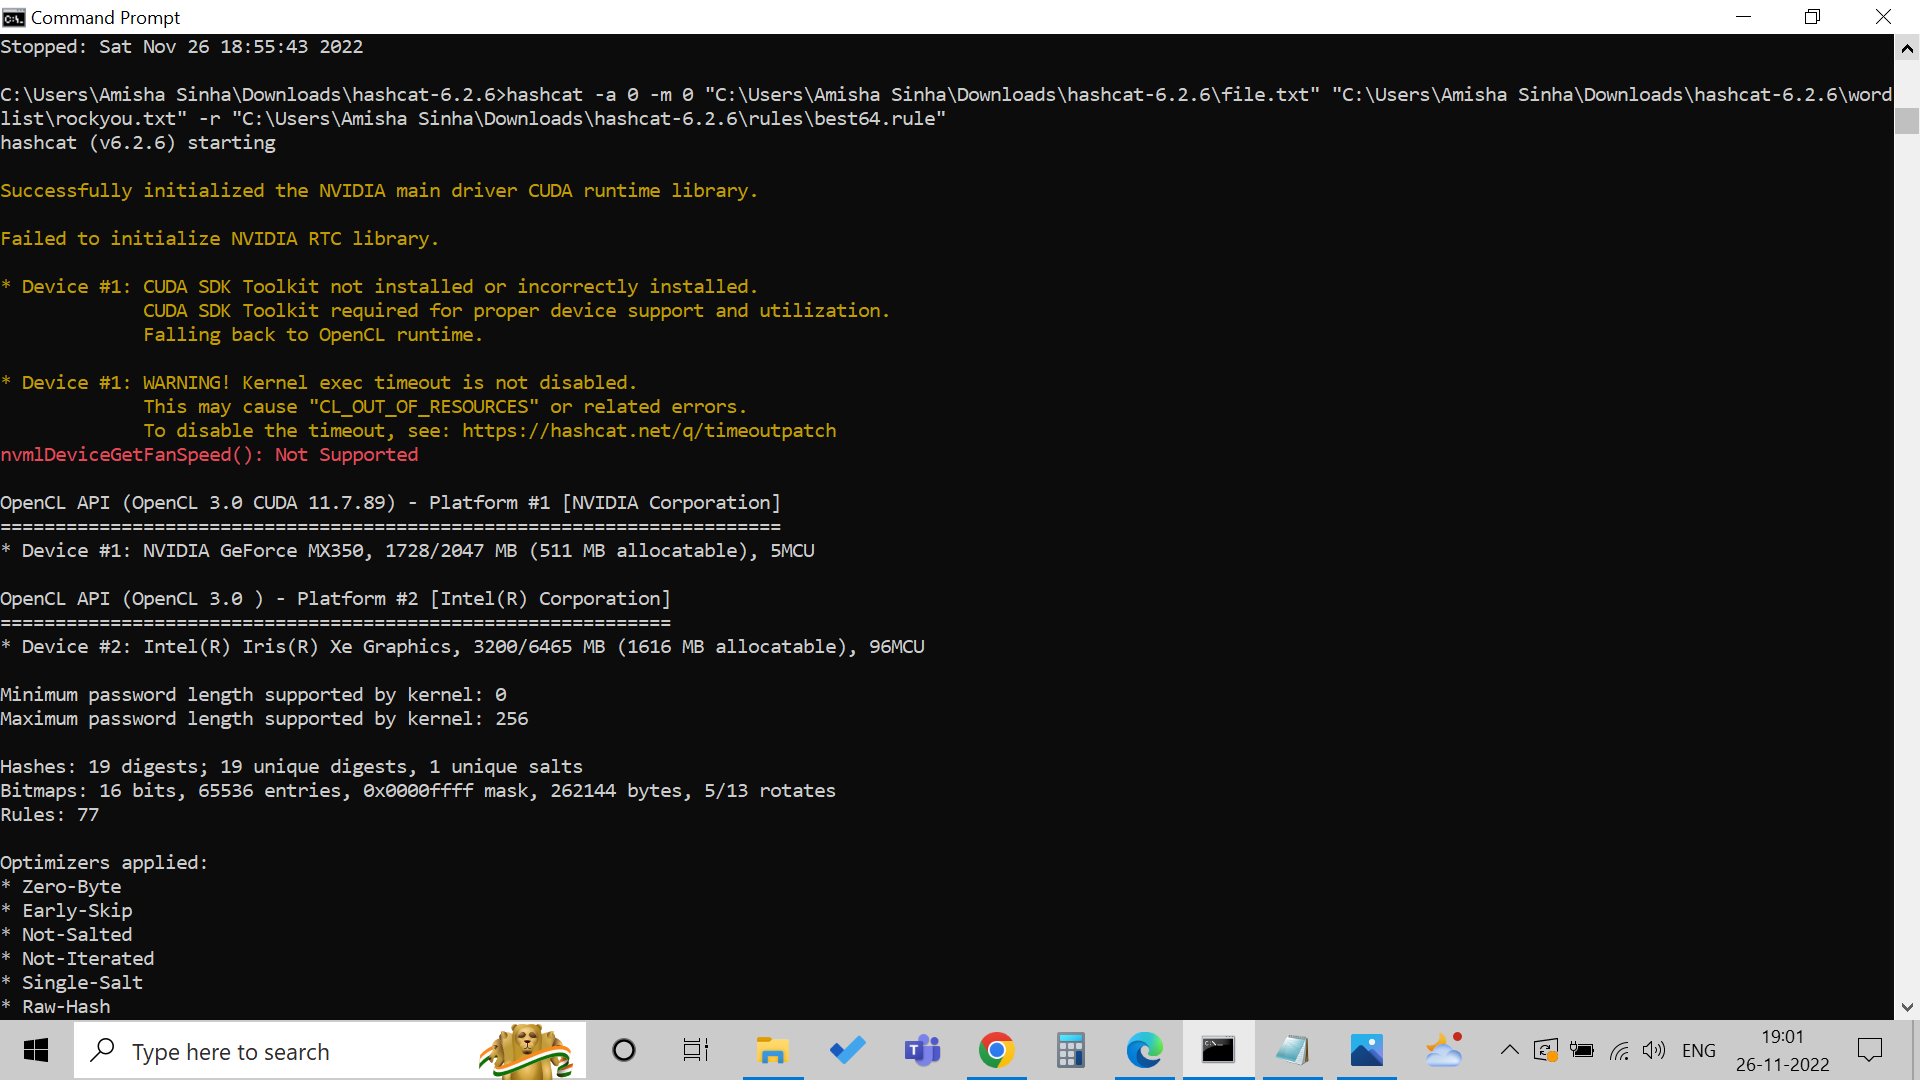 Command Prompt
Stopped: Sat Nov 26 18:55:43 2022
C:\Users\Amisha Sinha\Downloads\hashcat-6.2.6>hashcat -a 0 -m 0 "C:\Users\Amisha Sinha\Downloads\hashcat-6.2.6\file.txt" "C:\Users\Amisha Sinha\Downloads\hashcat-6.2.6\word
list\rockyou.txt" -r "C:\Users\Amisha Sinha\Downloads\hashcat-6.2.6\rules\best64.rule"
hashcat (v6.2.6) starting
Successfully initialized the NVIDIA main driver CUDA runtime library.
Failed to initialize NVIDIA RTC library.
* Device #1: CUDA SDK Toolkit not installed or incorrectly installed.
CUDA SDK Toolkit required for proper device support and utilization.
Falling back to OpenCL runtime.
* Device #1: WARNING! Kernel exec timeout is not disabled.
This may cause "CL_OUT_OF_RESOURCES" or related errors.
To disable the timeout, see: https://hashcat.net/q/timeoutpatch
nvmlDeviceGetFanSpeed(): Not Supported
OpenCL API (OpenCL 3.0 CUDA 11.7.89) - Platform #1 [NVIDIA Corporation]
=======================================================================
* Device #1: NVIDIA GeForce MX350, 1728/2047 MB (511 MB allocatable), 5MCU
OpenCL API (OpenCL 3.0 ) - Platform #2 [Intel(R) Corporation]
=============================================================
* Device #2: Intel(R) Iris(R) Xe Graphics, 3200/6465 MB (1616 MB allocatable), 96MCU
Minimum password length supported by kernel: 0
Maximum password length supported by kernel: 256
Hashes: 19 digests; 19 unique digests, 1 unique salts
Bitmaps: 16 bits, 65536 entries, 0x0000ffff mask, 262144 bytes, 5/13 rotates
Rules: 77
Optimizers applied:
* Zero-Byte
* Early-Skip
* Not-Salted
* Not-Iterated
* Single-Salt
* Raw-Hash
Type here to search
ENG
19:01
26-11-2022